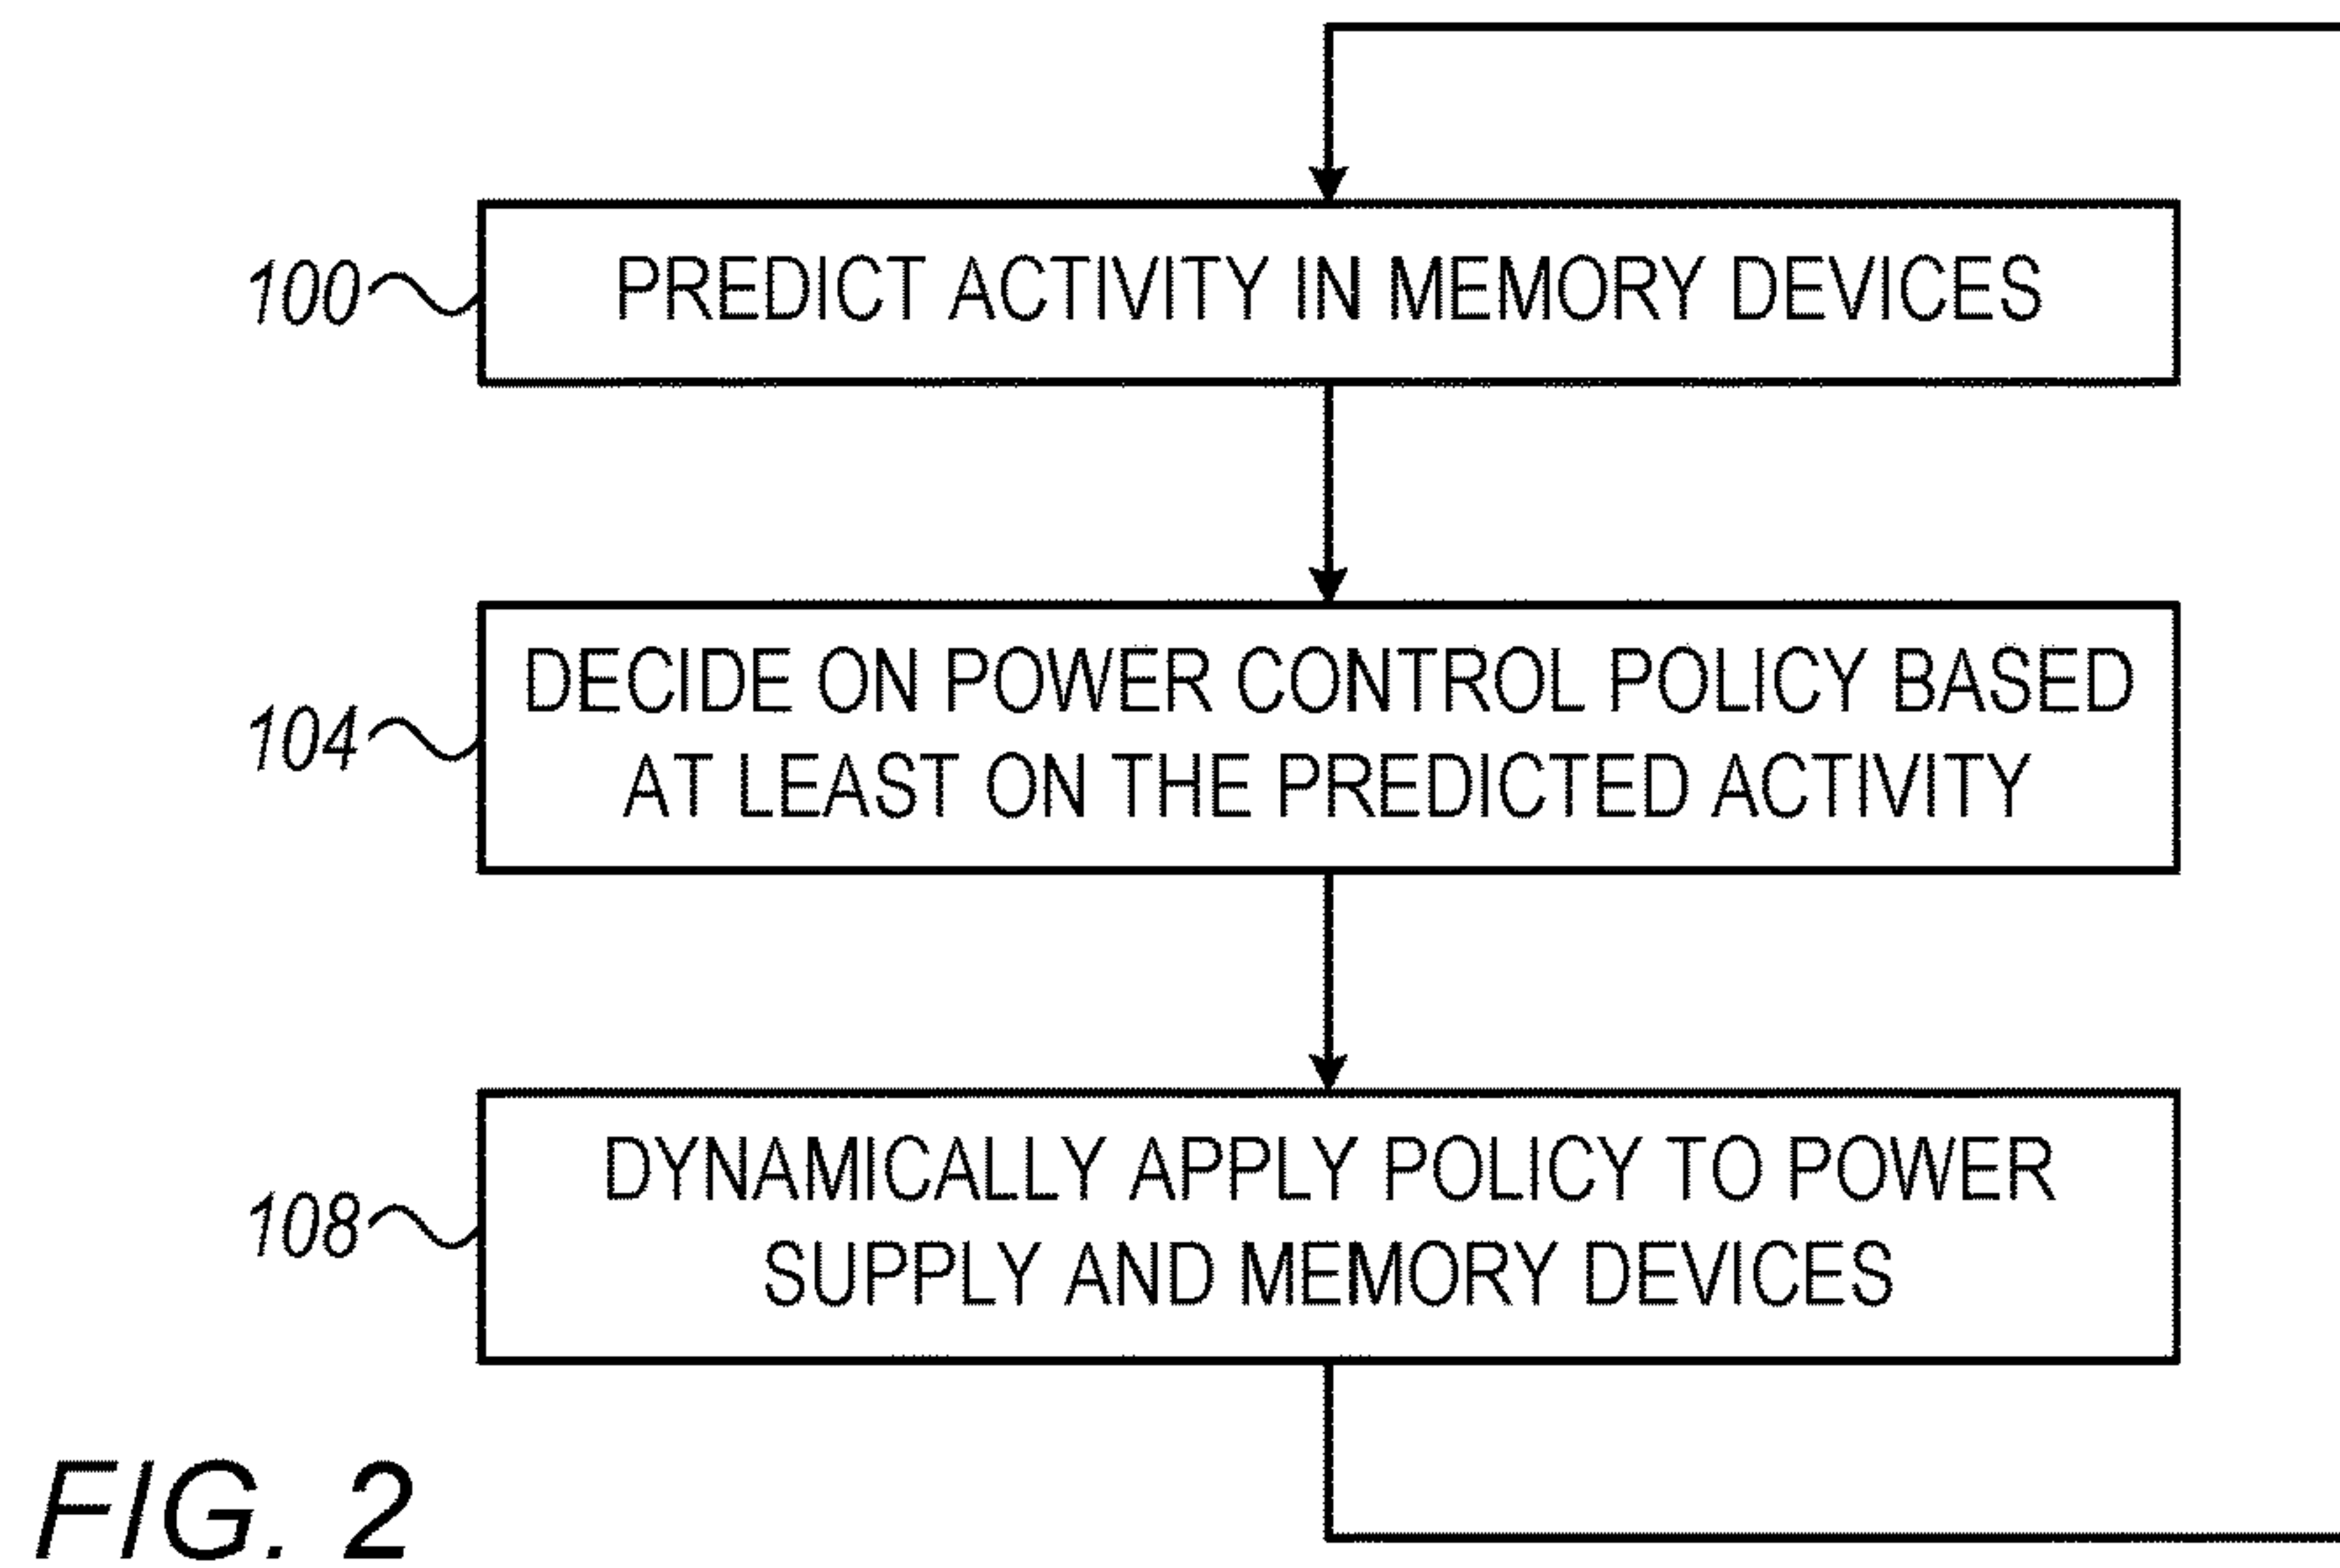 100
PREDICT ACTIVITY IN MEMORY DEVICES
104
DECIDE ON POWER CONTROL POLICY BASED
AT LEAST ON THE PREDICTED ACTIVITY
108
DYNAMICALLY APPLY POLICY TO POWER
SUPPLY AND MEMORY DEVICES
FIG. 2